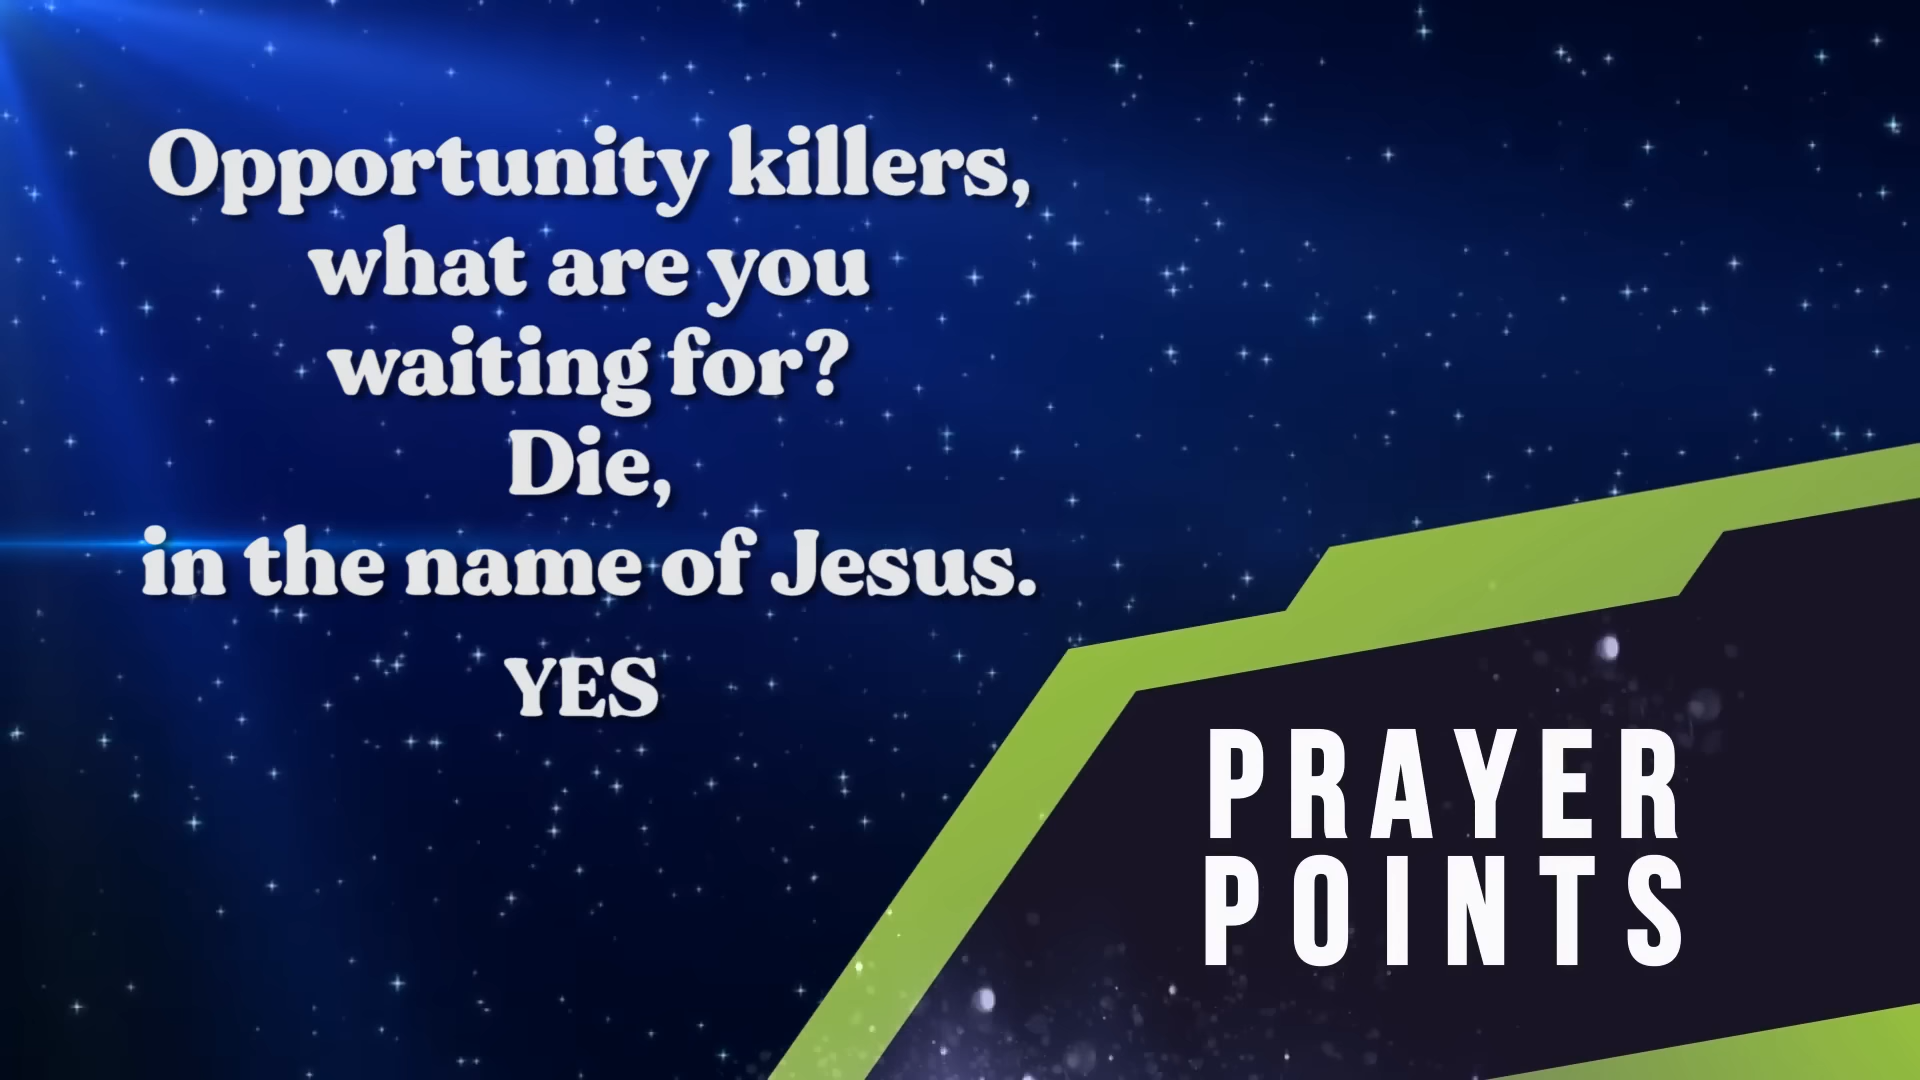 Opportunity killers,
what are you
waiting for?
Die,
in the name of Jesus.
YES
PRAYER
POINTS